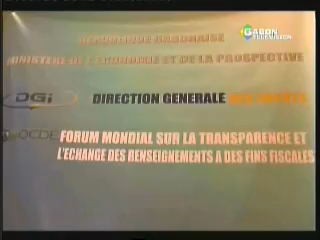 GABON
TELEVISION
REPUBLIQUE GABONAISE
MINISTERE DE L'ECONOMIE ET DE LA PROSPECTIVE
DGI DIRECTION GENERALE DES IMPOTS
OCDE FORUM MONDIAL SUR LA TRANSPARENCE ET
L'ECHANGE DES RENSEIGNEMENTS A DES FINS FISCALES